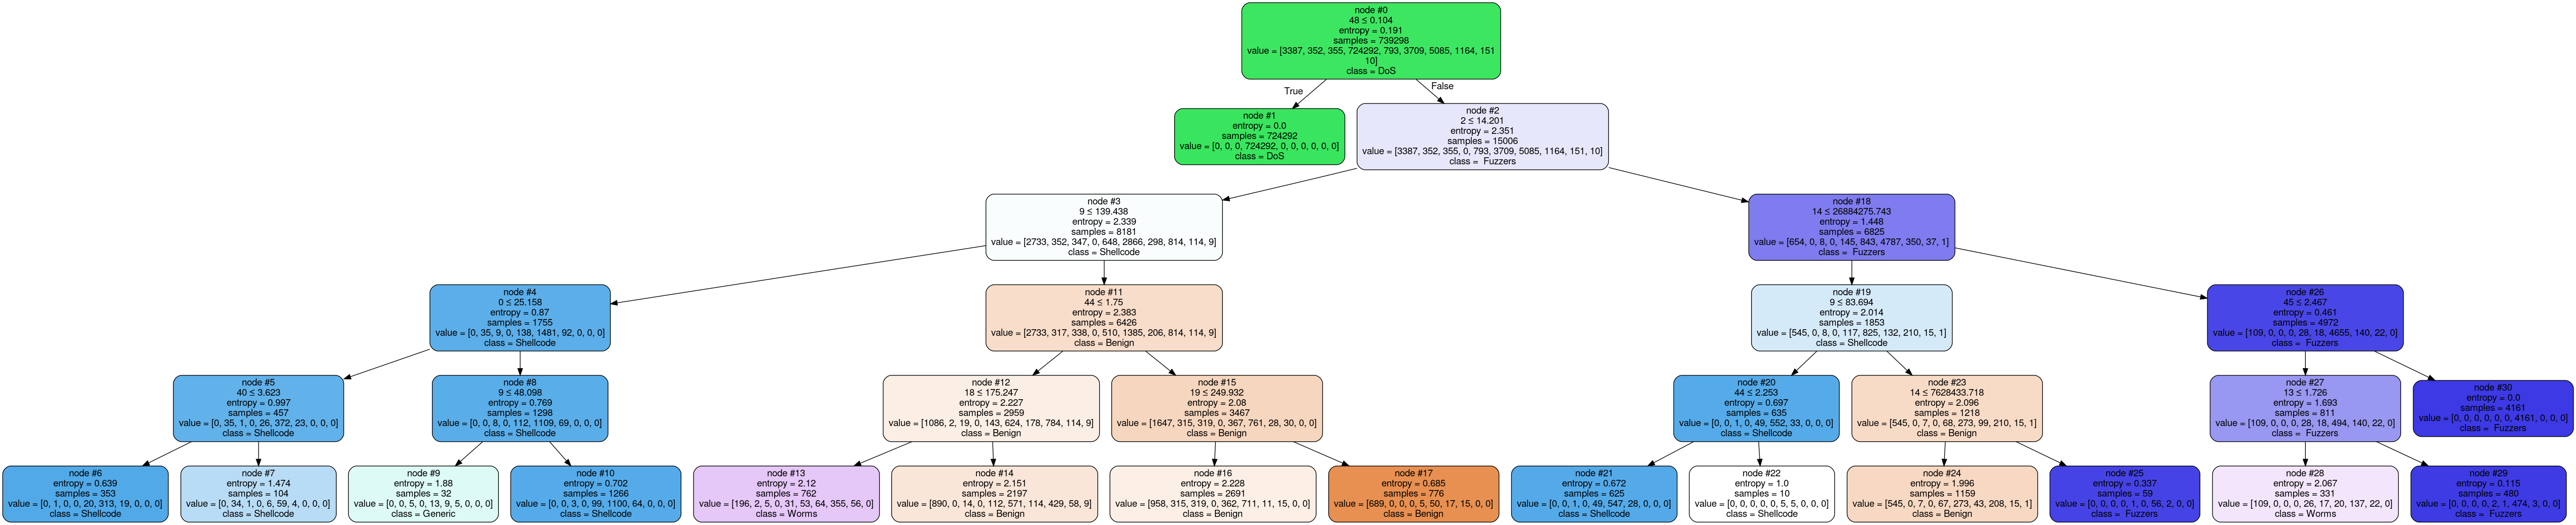 node #0
48 ≤ 0.104
entropy = 0.191
samples = 739298
value = [3387, 352, 355, 724292, 793, 3709, 5085, 1164, 151
10]
class = DoS
True
False
node #1
entropy = 0.0
samples = 724292
value = [0, 0, 0, 724292, 0, 0, 0, 0, 0, 0]
class = DoS
node #2
2 ≤ 14.201
entropy = 2.351
samples = 15006
value = [3387, 352, 355, 0, 793, 3709, 5085, 1164, 151, 10]
class =  Fuzzers
node #3
9 ≤ 139.438
entropy = 2.339
samples = 8181
value = [2733, 352, 347, 0, 648, 2866, 298, 814, 114, 9]
class = Shellcode
node #18
14 ≤ 26884275.743
entropy = 1.448
samples = 6825
value = [654, 0, 8, 0, 145, 843, 4787, 350, 37, 1]
class =  Fuzzers
node #4
0 ≤ 25.158
entropy = 0.87
samples = 1755
value = [0, 35, 9, 0, 138, 1481, 92, 0, 0, 0]
class = Shellcode
node #11
44 ≤ 1.75
entropy = 2.383
samples = 6426
value = [2733, 317, 338, 0, 510, 1385, 206, 814, 114, 9]
class = Benign
node #19
9 ≤ 83.694
entropy = 2.014
samples = 1853
value = [545, 0, 8, 0, 117, 825, 132, 210, 15, 1]
class = Shellcode
node #26
45 ≤ 2.467
entropy = 0.461
samples = 4972
value = [109, 0, 0, 0, 28, 18, 4655, 140, 22, 0]
class =  Fuzzers
node #5
40 ≤ 3.623
entropy = 0.997
samples = 457
value = [0, 35, 1, 0, 26, 372, 23, 0, 0, 0]
class = Shellcode
node #8
9 ≤ 48.098
entropy = 0.769
samples = 1298
value = [0, 0, 8, 0, 112, 1109, 69, 0, 0, 0]
class = Shellcode
node #12
18 ≤ 175.247
entropy = 2.227
samples = 2959
value = [1086, 2, 19, 0, 143, 624, 178, 784, 114, 9]
class = Benign
node #15
19 ≤ 249.932
entropy = 2.08
samples = 3467
value = [1647, 315, 319, 0, 367, 761, 28, 30, 0, 0]
class = Benign
node #20
44 ≤ 2.253
entropy = 0.697
samples = 635
value = [0, 0, 1, 0, 49, 552, 33, 0, 0, 0]
class = Shellcode
node #23
14 ≤ 7628433.718
entropy = 2.096
samples = 1218
value = [545, 0, 7, 0, 68, 273, 99, 210, 15, 1]
class = Benign
node #27
13 ≤ 1.726
entropy = 1.693
samples = 811
value = [109, 0, 0, 0, 28, 18, 494, 140, 22, 0]
class =  Fuzzers
node #30
entropy = 0.0
samples = 4161
value = [0, 0, 0, 0, 0, 0, 4161, 0, 0, 0]
class =  Fuzzers
node #6
entropy = 0.639
samples = 353
value = [0, 1, 0, 0, 20, 313, 19, 0, 0, 0]
class = Shellcode
node #7
entropy = 1.474
samples = 104
value = [0, 34, 1, 0, 6, 59, 4, 0, 0, 0]
class = Shellcode
node #9
entropy = 1.88
samples = 32
value = [0, 0, 5, 0, 13, 9, 5, 0, 0, 0]
class = Generic
node #10
entropy = 0.702
samples = 1266
value = [0, 0, 3, 0, 99, 1100, 64, 0, 0, 0]
class = Shellcode
node #13
entropy = 2.12
samples = 762
value = [196, 2, 5, 0, 31, 53, 64, 355, 56, 0]
class = Worms
node #14
entropy = 2.151
samples = 2197
value = [890, 0, 14, 0, 112, 571, 114, 429, 58, 9]
class = Benign
node #16
entropy = 2.228
samples = 2691
value = [958, 315, 319, 0, 362, 711, 11, 15, 0, 0]
class = Benign
node #17
entropy = 0.685
samples = 776
value = [689, 0, 0, 0, 5, 50, 17, 15, 0, 0]
class = Benign
node #21
entropy = 0.672
samples = 625
value = [0, 0, 1, 0, 49, 547, 28, 0, 0, 0]
class = Shellcode
node #22
entropy = 1.0
samples = 10
value = [0, 0, 0, 0, 0, 5, 5, 0, 0, 0]
class = Shellcode
node #24
entropy = 1.996
samples = 1159
value = [545, 0, 7, 0, 67, 273, 43, 208, 15, 1]
class = Benign
node #25
entropy = 0.337
samples = 59
value = [0, 0, 0, 0, 1, 0, 56, 2, 0, 0]
class =  Fuzzers
node #28
entropy = 2.067
samples = 331
value = [109, 0, 0, 0, 26, 17, 20, 137, 22, 0]
class = Worms
node #29
entropy = 0.115
samples = 480
value = [0, 0, 0, 0, 2, 1, 474, 3, 0, 0]
class =  Fuzzers